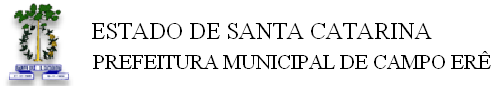 ESTADO DE SANTA CATARINA
PREFEITURA MUNICIPAL DE CAMPO ERÊ